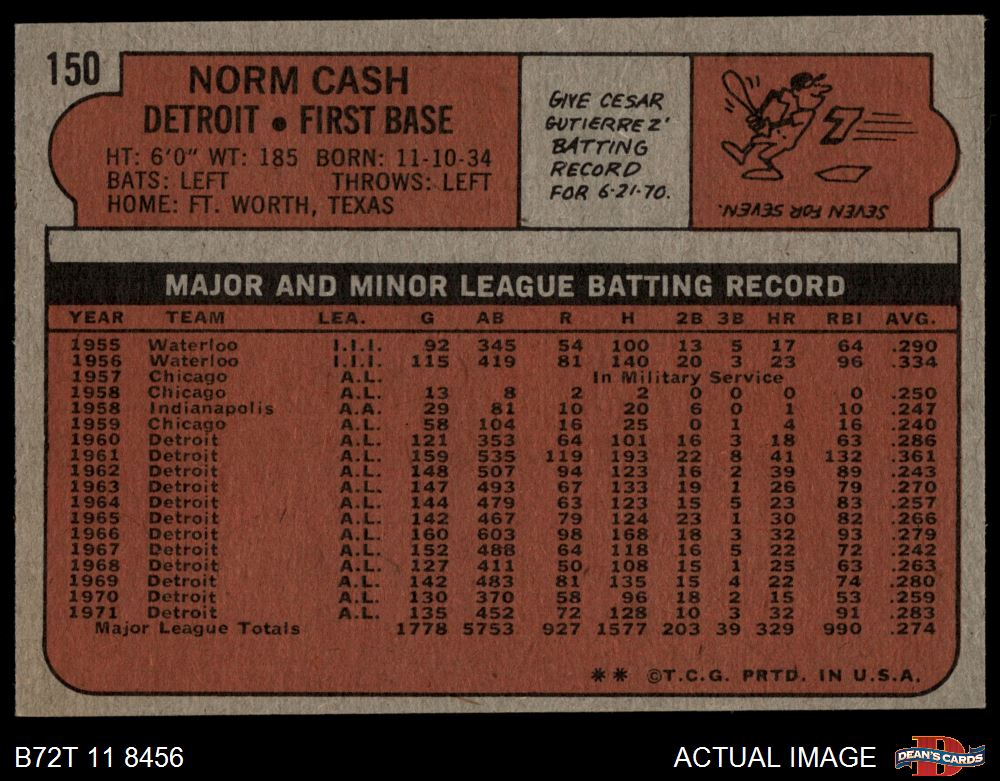 150
NORM CASH
DETROIT • FIRST BASE
HT: 6'0" WT: 185 BORN: 11-10-34
BATS: LEFT THROWS: LEFT
HOME: FT. WORTH, TEXAS
GIVE CESAR
GUTIERREZ'
BATTING
RECORD
FOR 6-21-70.
7
SEVEN FOR SEVEN.
MAJOR AND MINOR LEAGUE BATTING RECORD
YEAR TEAM LEA. G AB R H 2B 3B HR RBI AVG.
1955 Waterloo I.I.I. 92 345 54 100 13 5 17 64 .290
1956 Waterloo I.I.I. 115 419 81 140 20 3 23 96 .334
1957 Chicago A.L. In Military Service
1958 Chicago A.L. 13 8 2 2 0 0 0 0 .250
1958 Indianapolis A.A. 29 81 10 20 6 0 1 10 .247
1959 Chicago A.L. 58 104 16 25 0 1 4 16 .240
1960 Detroit A.L. 121 353 64 101 16 3 18 63 .286
1961 Detroit A.L. 159 535 119 193 22 8 41 132 .361
1962 Detroit A.L. 148 507 94 123 16 2 39 89 .243
1963 Detroit A.L. 147 493 67 133 19 1 26 79 .270
1964 Detroit A.L. 144 479 63 123 15 5 23 83 .257
1965 Detroit A.L. 142 467 79 124 23 1 30 82 .266
1966 Detroit A.L. 160 603 98 168 18 3 32 93 .279
1967 Detroit A.L. 152 488 64 118 16 5 22 72 .242
1968 Detroit A.L. 127 411 50 108 15 1 25 63 .263
1969 Detroit A.L. 142 483 81 135 15 4 22 74 .280
1970 Detroit A.L. 130 370 58 96 18 2 15 53 .259
1971 Detroit A.L. 135 452 72 128 10 3 32 91 .283
Major League Totals 1778 5753 927 1577 203 39 329 990 .274
** ©T.C.G. PRTD. IN U.S.A.
B72T 11 8456
ACTUAL IMAGE
D
DEAN'S CARDS